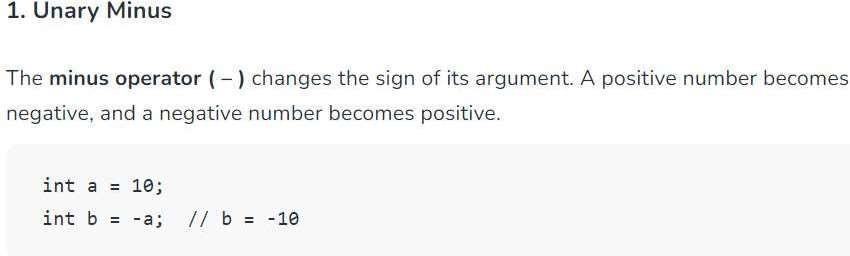 1. Unary Minus
The minus operator ( – ) changes the sign of its argument. A positive number becomes
negative, and a negative number becomes positive.
int a = 10;
int b = -a;  // b = -10